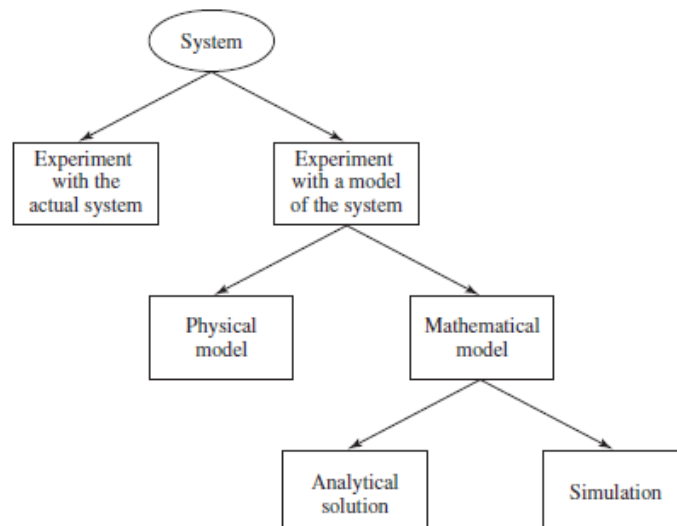 System
Experiment
with the
actual system
Experiment
with a model
of the system
Physical
model
Mathematical
model
Analytical
solution
Simulation